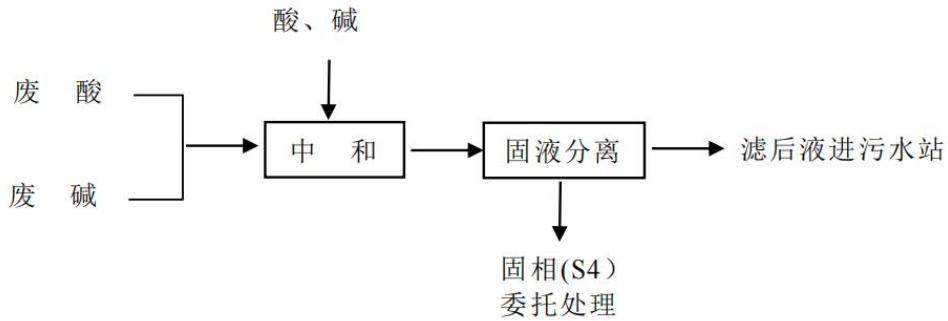 酸、碱
废 酸
中 和
固液分离
滤后液进污水站
废 碱
固相(S4）
委托处理